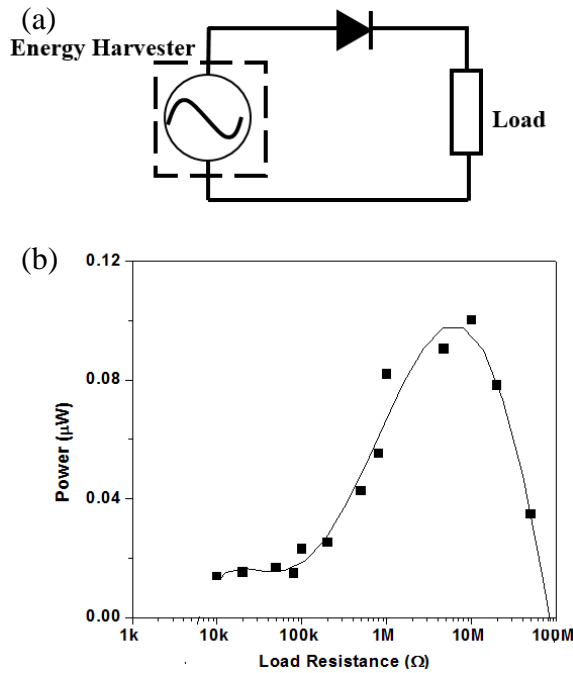 (a)
Energy Harvester
Load
(b)
0.12
0.08
0.04
0.00
Power (μW)
1k 10k 100k 1M 10M 100M
Load Resistance (Ω)